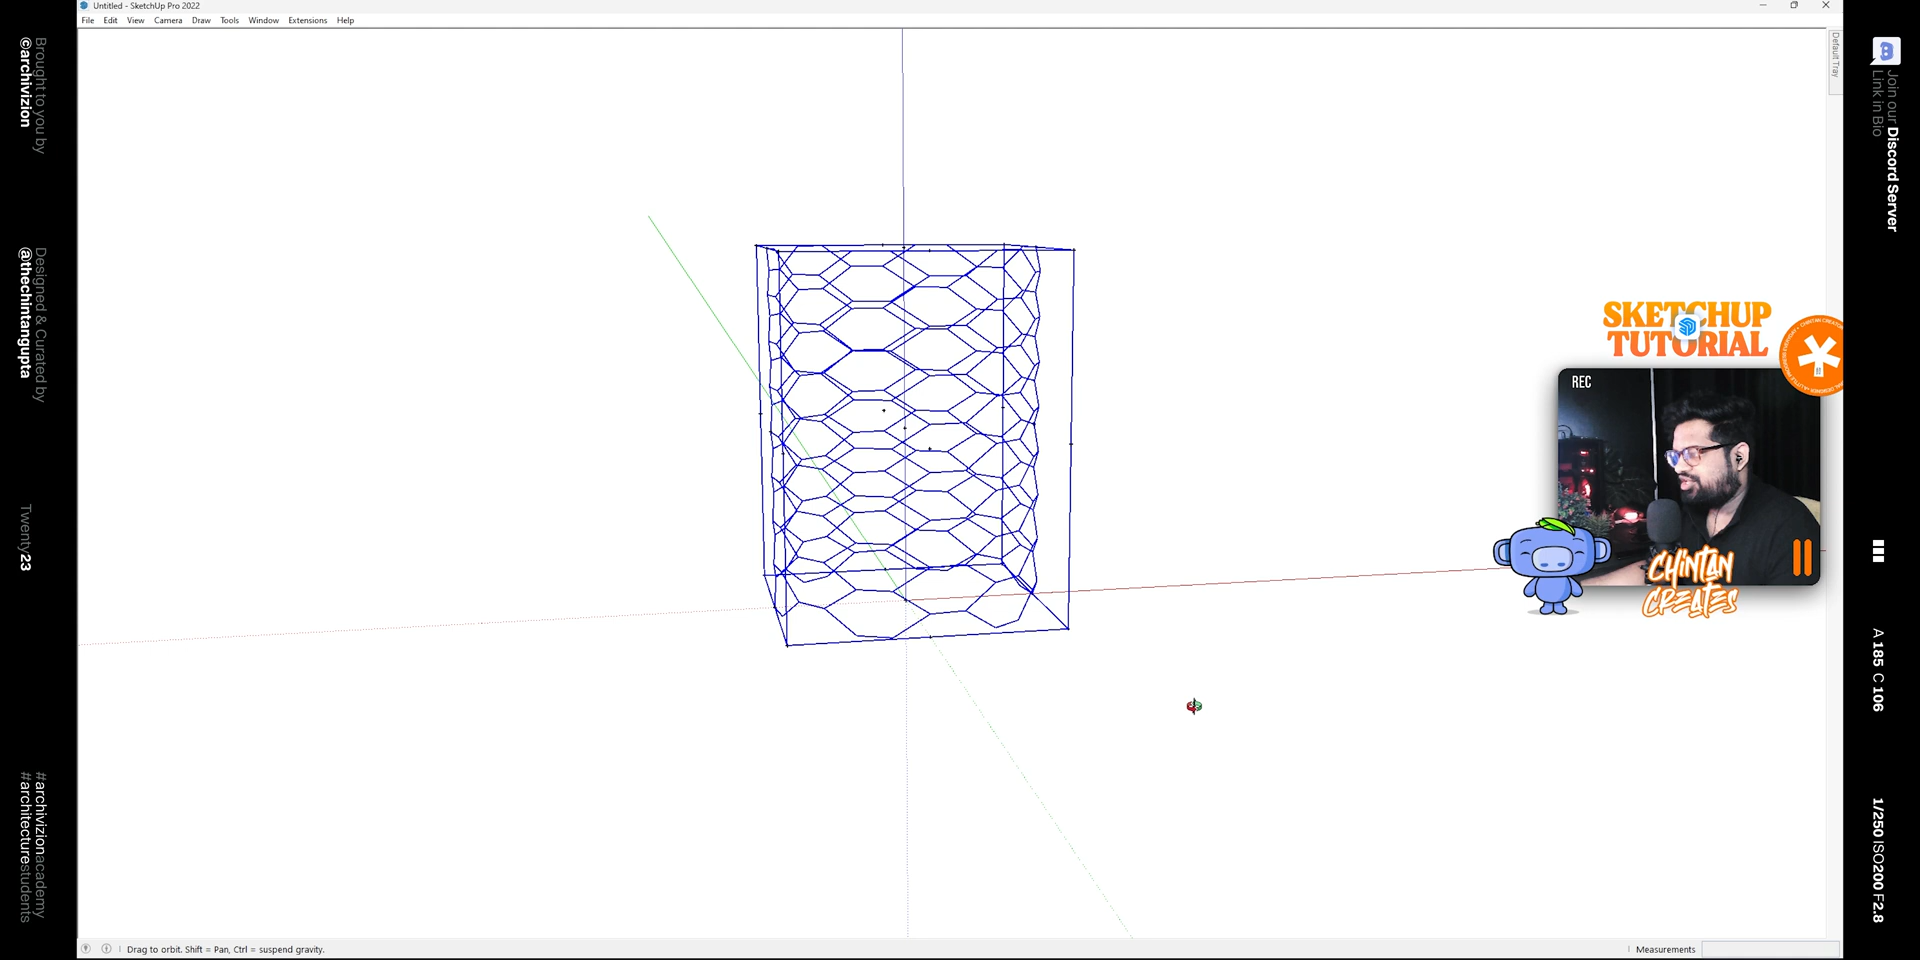 Untitled - SketchUp Pro 2022
File Edit View Camera Draw Tools Window Extensions Help
Default Tray
Brought to you by
@archivizion
Designed & Curated by
@thechintangupta
Twenty23
#archivizionacademy
#architecturestudents
Join our Discord Server
Link in Bio
SKETCHUP
TUTORIAL
REC
CHINTAN
CREATES
A 185 C 106
1/250 ISO200 F2.8
Drag to orbit. Shift = Pan, Ctrl = suspend gravity.
Measurements